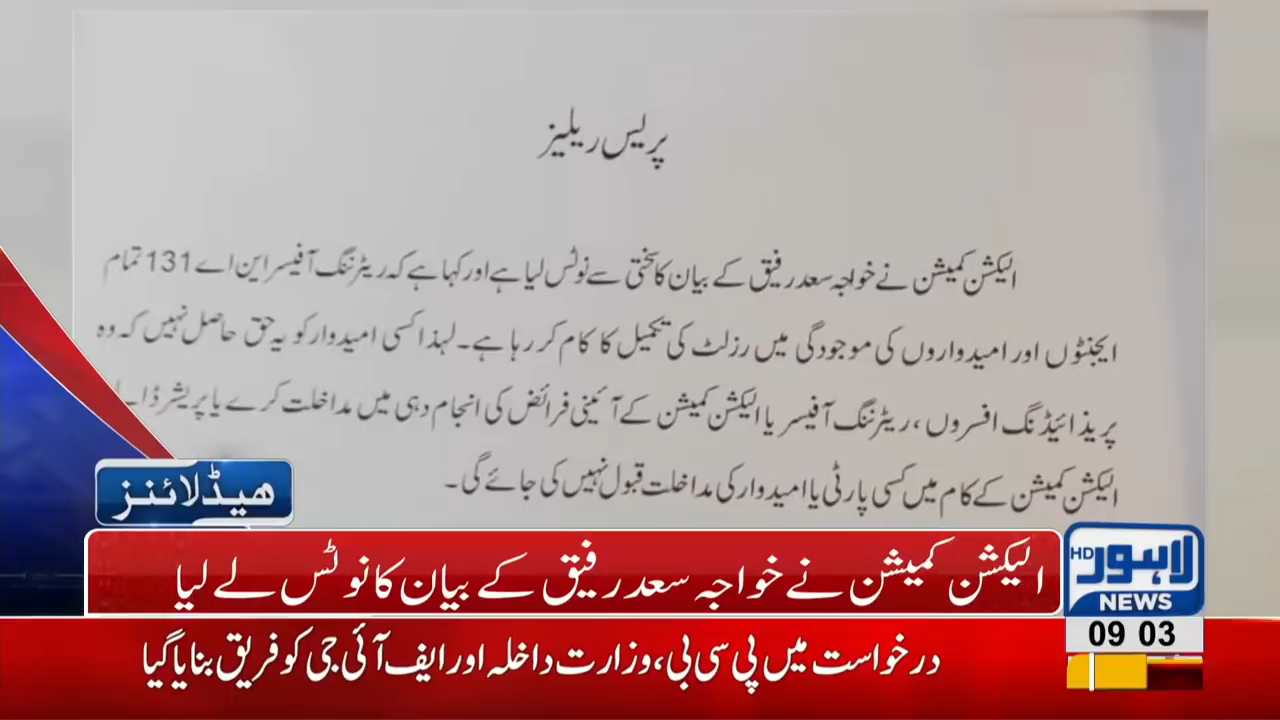 پریس ریلیز
الیکشن کمیشن نے خواجہ سعد رفیق کے بیان کا سختی سے نوٹس لیا ہے اور کہا ہے کہ ریٹرننگ آفیسر این اے 131 تمام
ایجنٹوں اور امیدواروں کی موجودگی میں رزلٹ کی تکمیل کا کام کر رہا ہے۔ لہذا کسی امیدوار کو یہ حق حاصل نہیں کہ وہ
پریذائیڈنگ افسروں، ریٹرننگ آفیسر یا الیکشن کمیشن کے آئینی فرائض کی انجام دہی میں مداخلت کرے یا پریشر
الیکشن کمیشن کے کام میں کسی پارٹی یا امیدوار کی مداخلت قبول نہیں کی جائے گی۔
ھیڈلائنز
الیکشن کمیشن نے خواجہ سعد رفیق کے بیان کا نوٹس لے لیا
لاہور HD
NEWS
09 03
درخواست میں پی سی بی، وزارت داخلہ اور ایف آئی جی کو فریق بنایا گیا